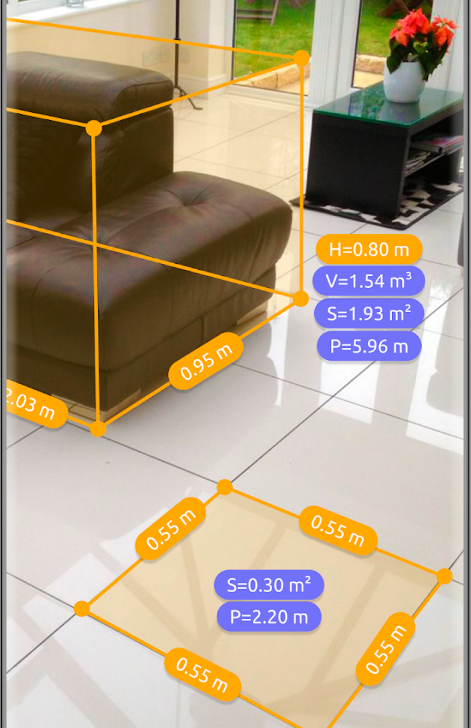 H=0.80 m
V=1.54 m³
S=1.93 m²
P=5.96 m
0.95 m
2.03 m
0.55 m
0.55 m
S=0.30 m²
P=2.20 m
0.55 m
0.55 m